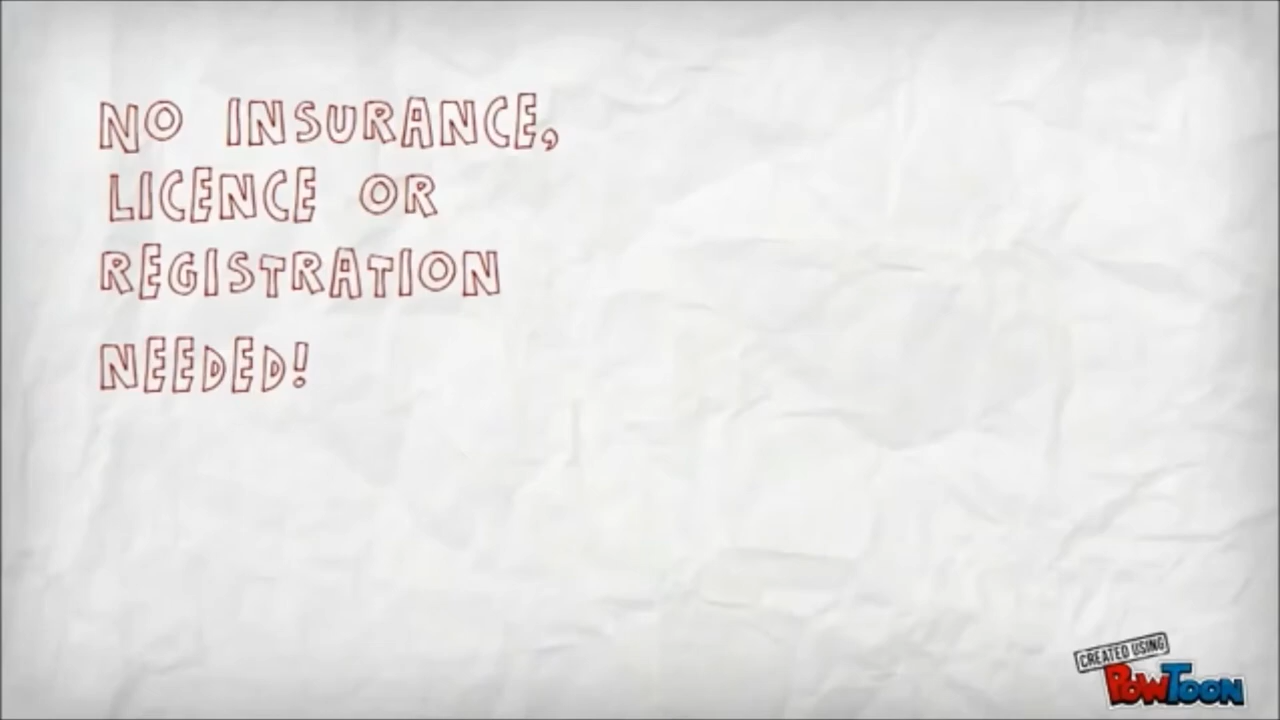 NO INSURANCE,
LICENCE OR
REGISTRATION
NEEDED!
CREATED USING
POWTOON